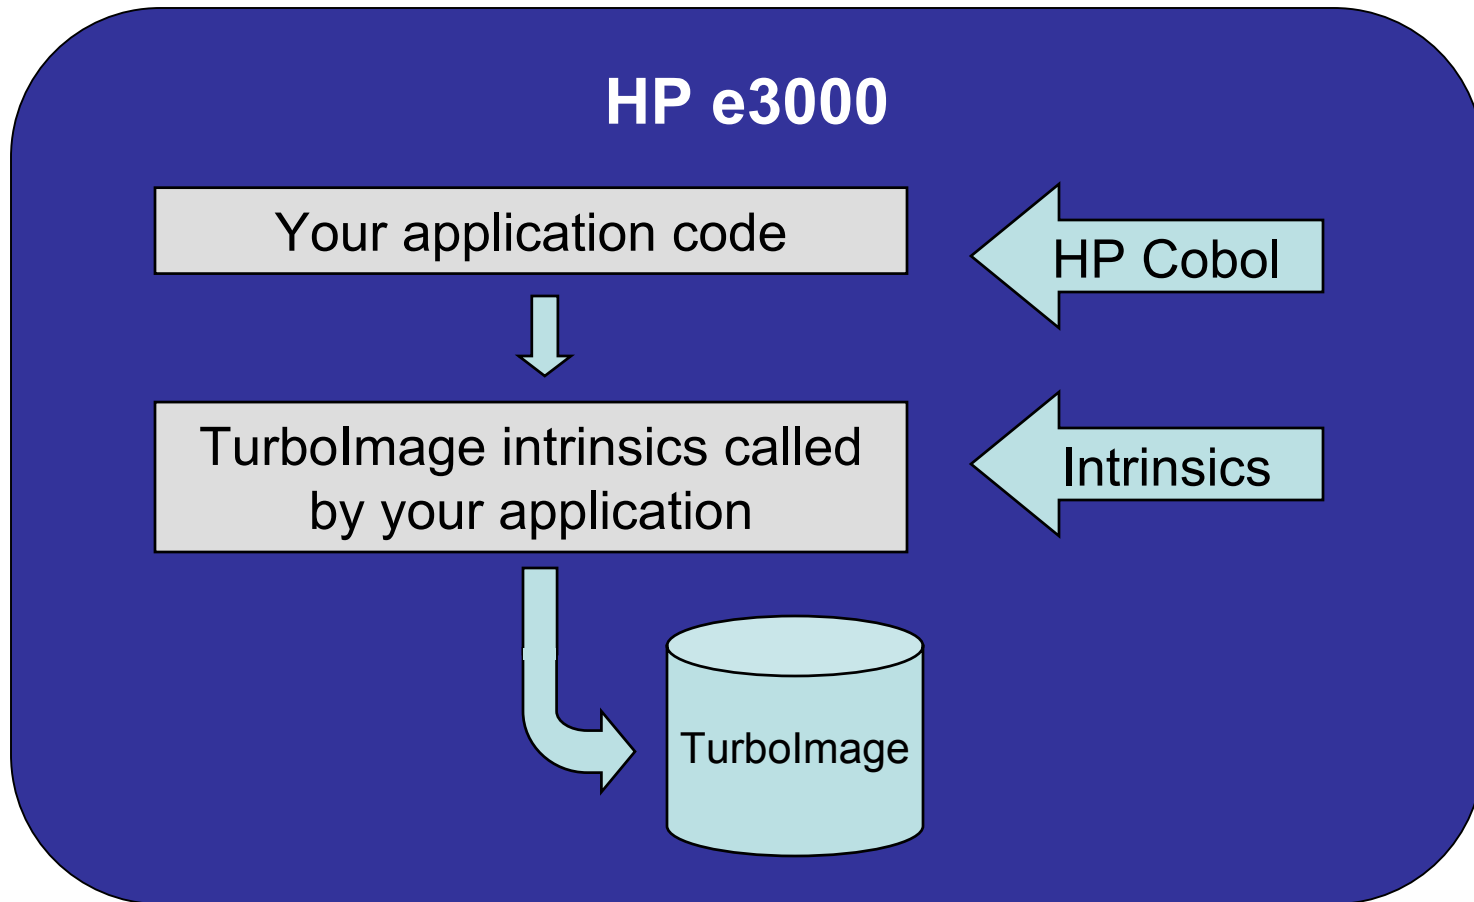 HP e3000
Your application code
HP Cobol
TurboImage intrinsics called
by your application
Intrinsics
TurboImage